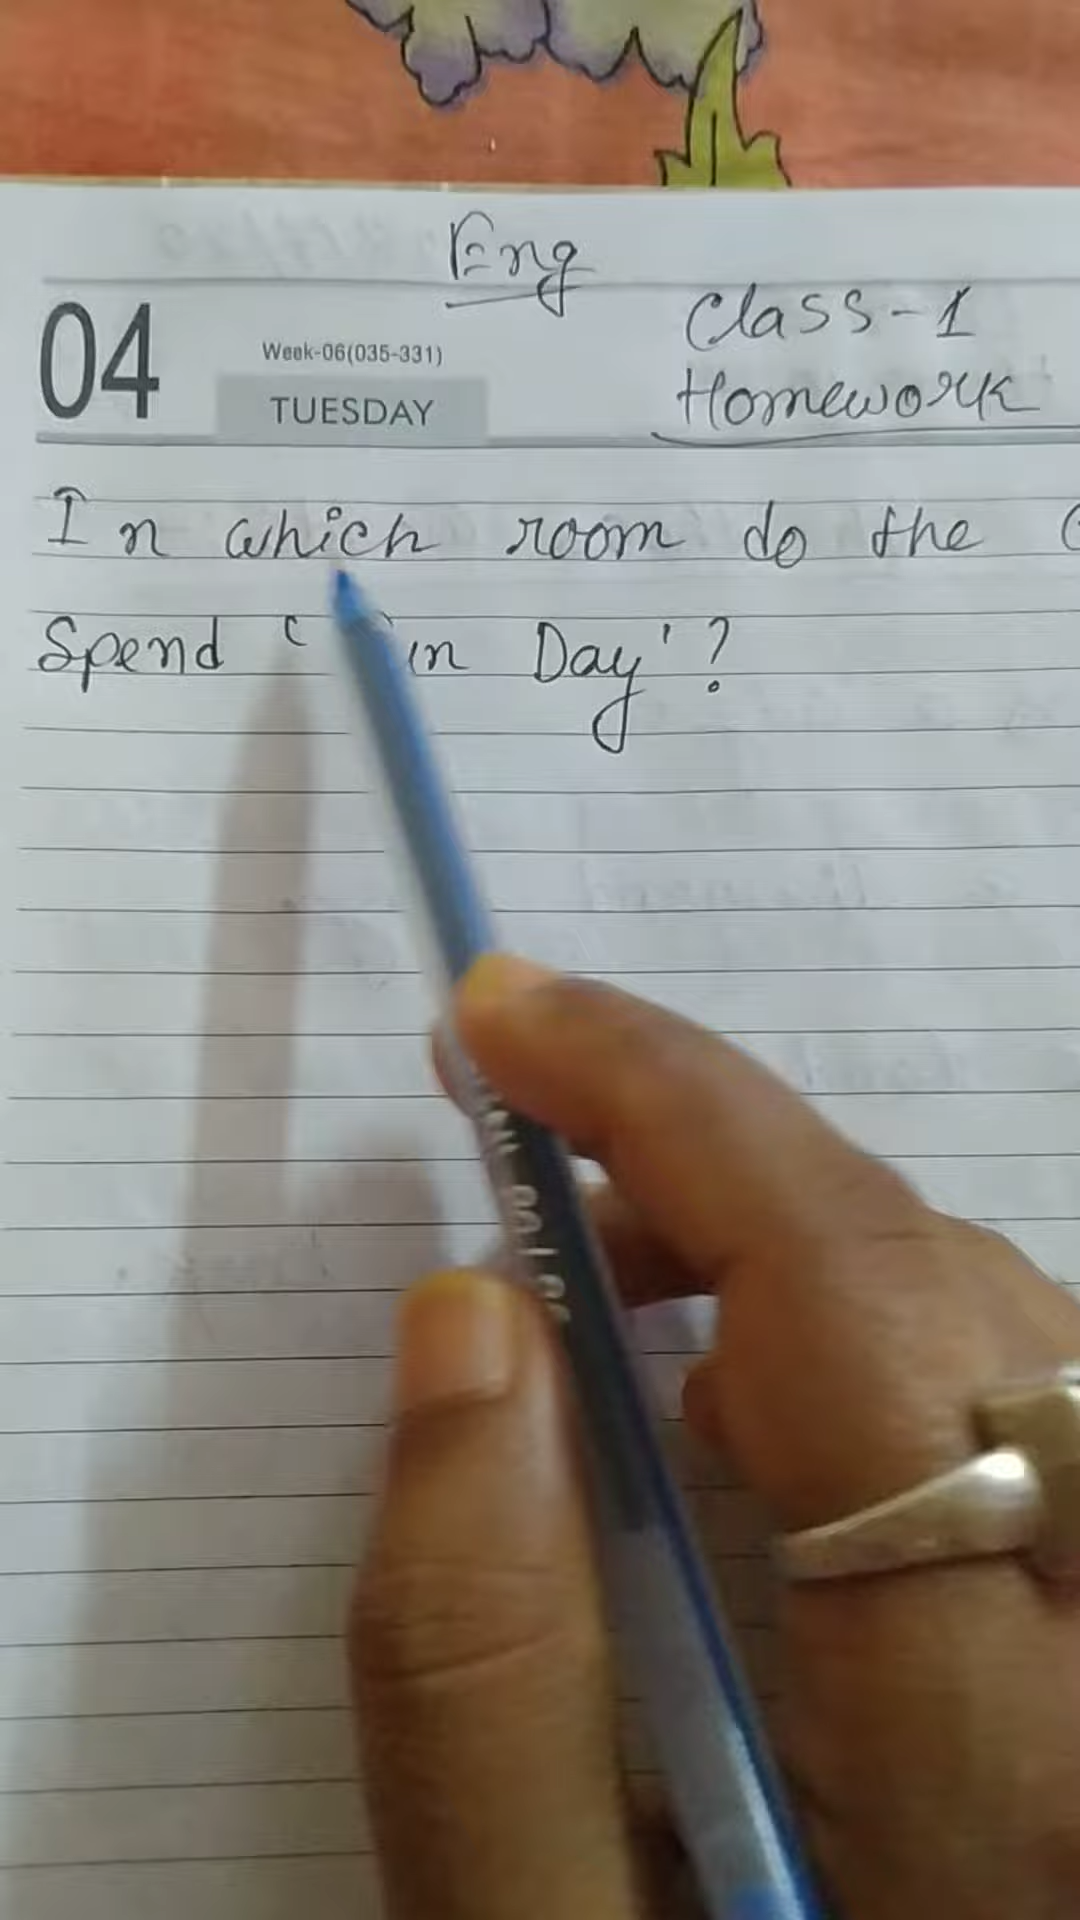 Eng
04
Week-06(035-331)
TUESDAY
Class-1
Homework
In which room do the
Spend ' in Day'?